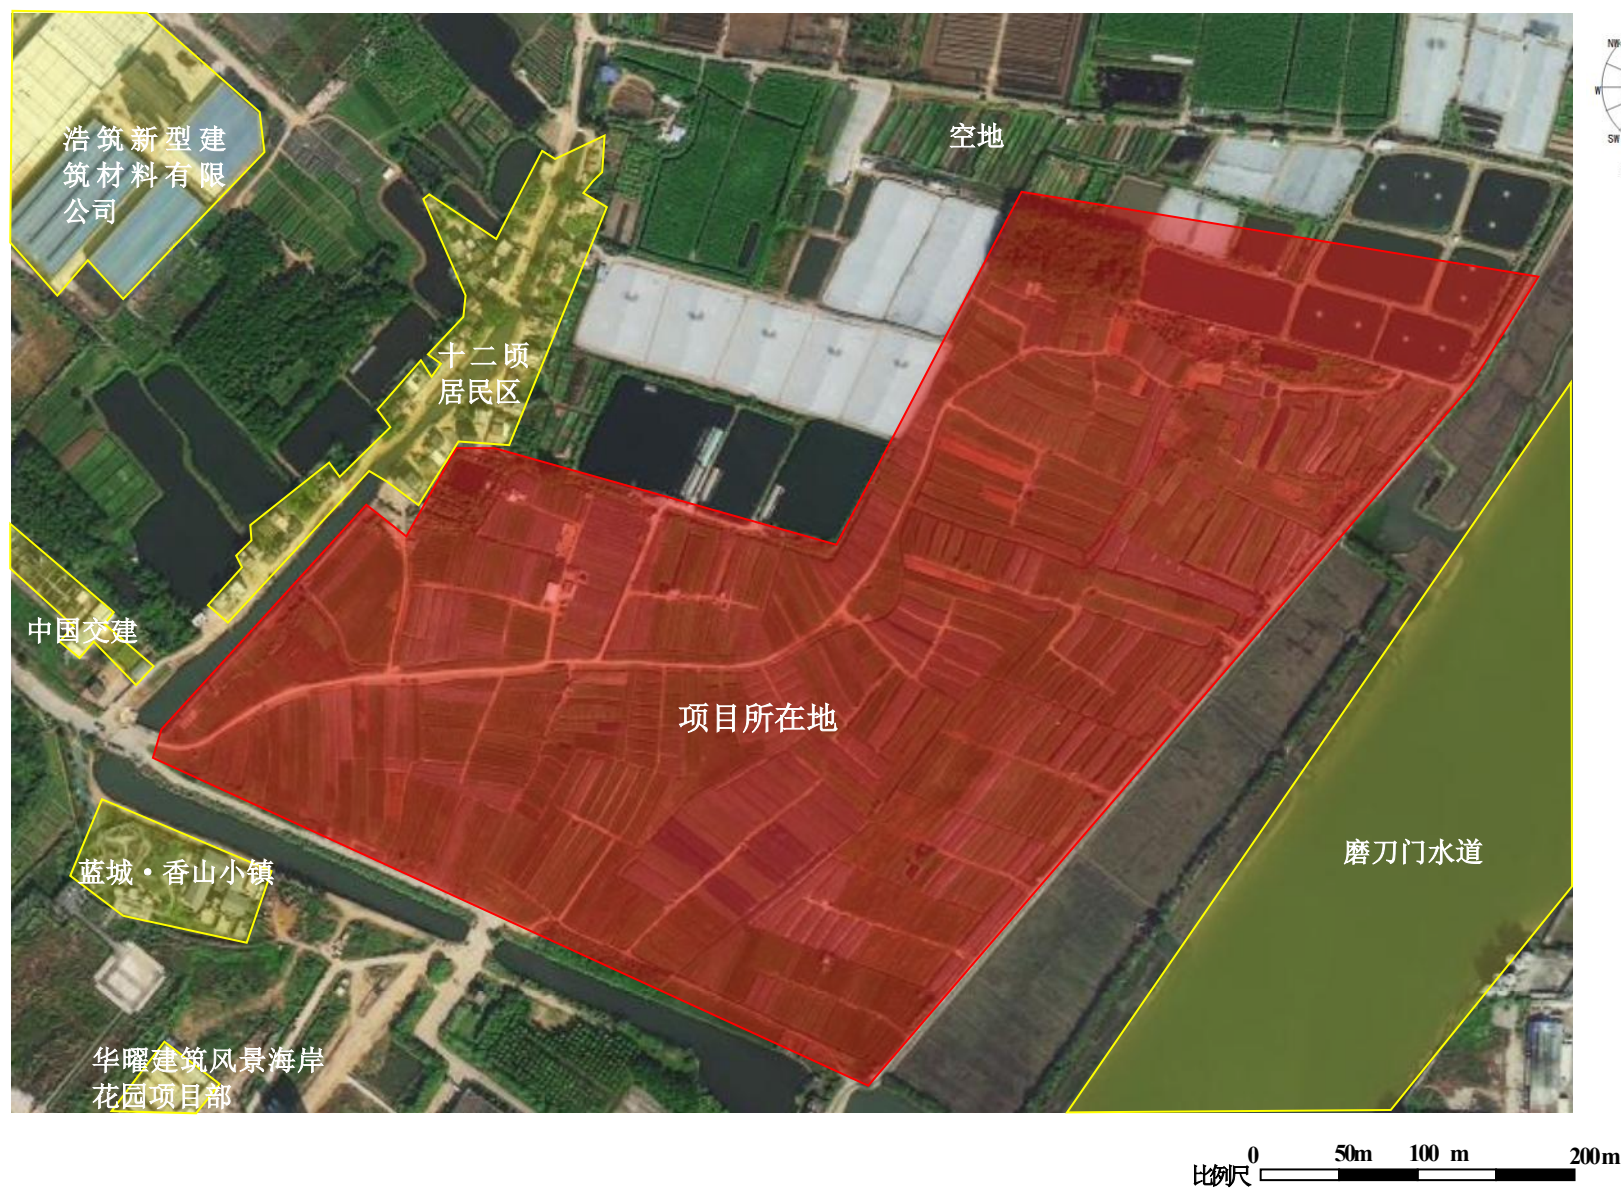 NW
W
SW
浩筑新型建
筑材料有限
公司
空地
十二顷
居民区
中国交建
项目所在地
磨刀门水道
蓝城·香山小镇
华曜建筑风景海岸
花园项目部
0 50m 100 m 200m
比例尺